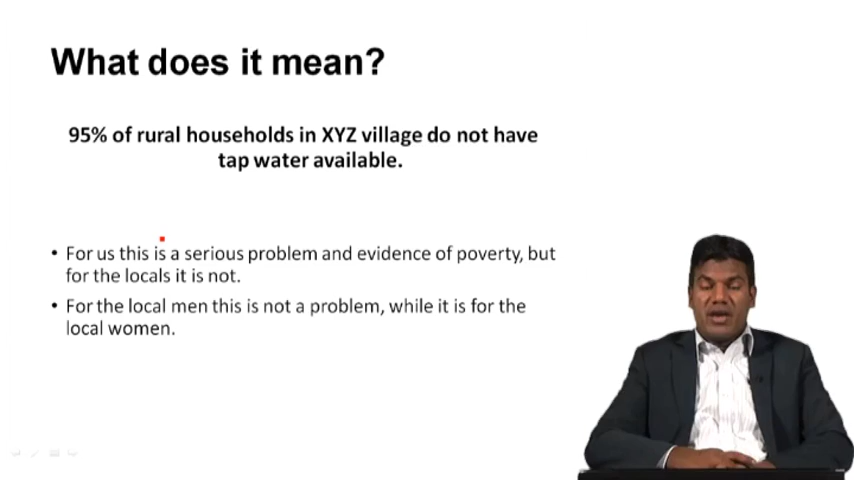 What does it mean?
95% of rural households in XYZ village do not have
tap water available.
• For us this is a serious problem and evidence of poverty, but
for the locals it is not.
• For the local men this is not a problem, while it is for the
local women.